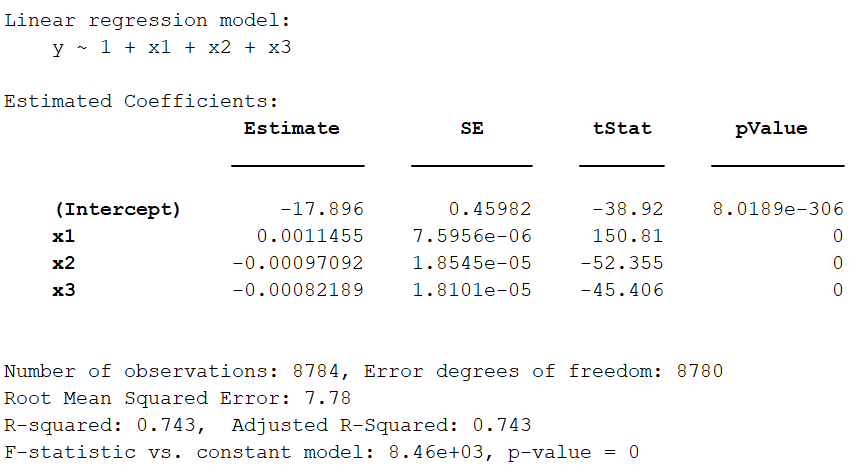 Linear regression model:
y ~ 1 + x1 + x2 + x3
Estimated Coefficients:
Estimate SE tStat pValue
(Intercept) -17.896 0.45982 -38.92 8.0189e-306
x1 0.0011455 7.5956e-06 150.81 0
x2 -0.00097092 1.8545e-05 -52.355 0
x3 -0.00082189 1.8101e-05 -45.406 0
Number of observations: 8784, Error degrees of freedom: 8780
Root Mean Squared Error: 7.78
R-squared: 0.743, Adjusted R-Squared: 0.743
F-statistic vs. constant model: 8.46e+03, p-value = 0